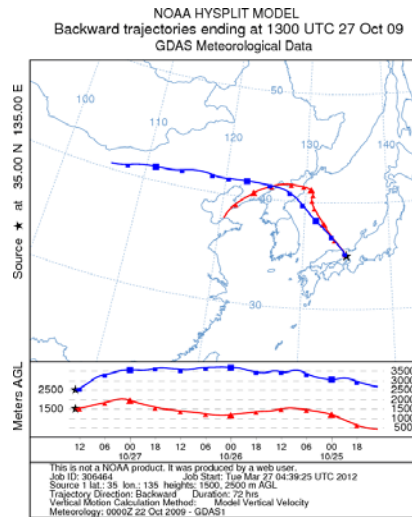 NOAA HYSPLIT MODEL
Backward trajectories ending at 1300 UTC 27 Oct 09
GDAS Meteorological Data
Source ★ at 35.00 N 135.00 E
100
110
120
130
140
50
40
30
Meters AGL
2500
1500
3500
3000
2500
2000
1500
1000
500
12 06 00 18 12 06 00 18 12 06 00 18
10/27 10/26 10/25
This is not a NOAA product. It was produced by a web user.
Job ID: 306464 Job Start: Tue Mar 27 04:39:25 UTC 2012
Source 1 lat.: 35 lon.: 135 heights: 1500, 2500 m AGL
Trajectory Direction: Backward Duration: 72 hrs
Vertical Motion Calculation Method: Model Vertical Velocity
Meteorology: 0000Z 22 Oct 2009 - GDAS1